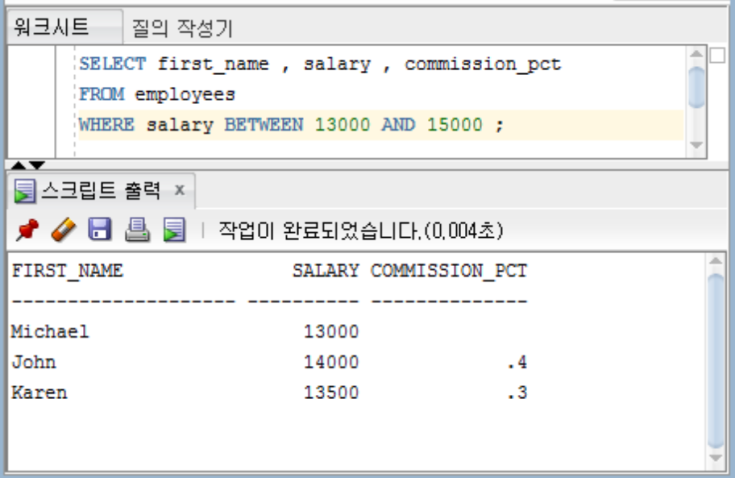 워크시트 질의 작성기
SELECT first_name , salary , commission_pct
FROM employees
WHERE salary BETWEEN 13000 AND 15000 ;
스크립트 출력 x
작업이 완료되었습니다.(0,004초)
FIRST_NAME SALARY COMMISSION_PCT
-------------------- ---------- --------------
Michael 13000
John 14000 .4
Karen 13500 .3